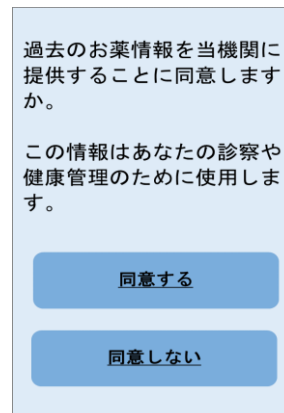 過去のお薬情報を当機関に
提供することに同意します
か。
この情報はあなたの診察や
健康管理のために使用しま
す。
同意する
同意しない